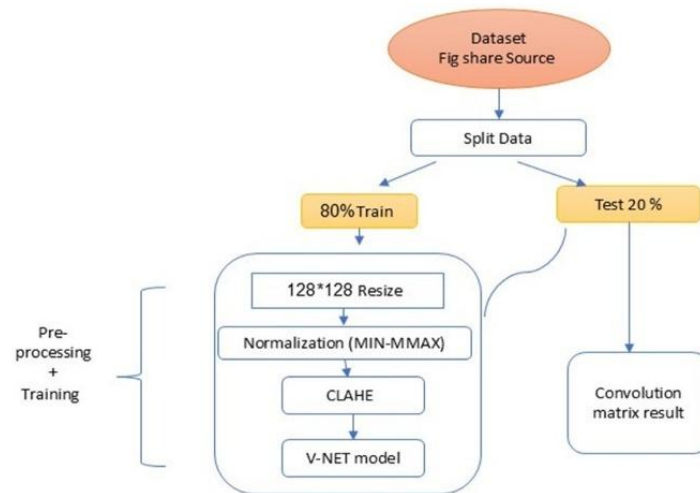 Dataset
Fig share Source
Split Data
80%Train
Test 20 %
128*128 Resize
Normalization (MIN-MMAX)
CLAHE
V-NET model
Pre-
processing
+
Training
Convolution
matrix result